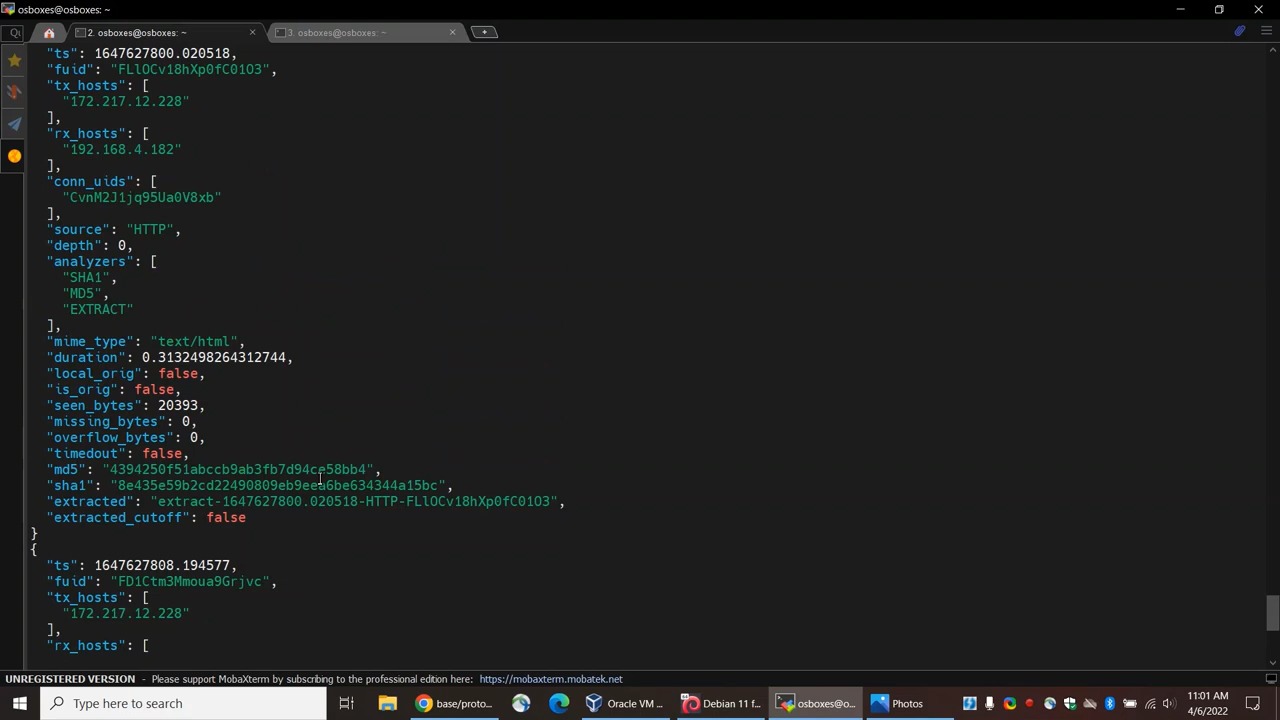 osboxes@osboxes: ~
Qu
2. osboxes@osboxes: ~
3. osboxes@osboxes: ~
"ts": 1647627800.020518,
"fuid": "FLlOCv18hXp0fC01O3",
"tx_hosts": [
"172.217.12.228"
],
"rx_hosts": [
"192.168.4.182"
],
"conn_uids": [
"CvnM2J1jq95Ua0V8xb"
],
"source": "HTTP",
"depth": 0,
"analyzers": [
"SHA1",
"MD5",
"EXTRACT"
],
"mime_type": "text/html",
"duration": 0.3132498264312744,
"local_orig": false,
"is_orig": false,
"seen_bytes": 20393,
"missing_bytes": 0,
"overflow_bytes": 0,
"timedout": false,
"md5": "4394250f51abccb9ab3fb7d94ce58bb4",
"sha1": "8e435e59b2cd22490809eb9eea6be634344a15bc",
"extracted": "extract-1647627800.020518-HTTP-FLlOCv18hXp0fC01O3",
"extracted_cutoff": false
}
{
"ts": 1647627808.194577,
"fuid": "FD1Ctm3Mmoua9Grjvc",
"tx_hosts": [
"172.217.12.228"
],
"rx_hosts": [
UNREGISTERED VERSION - Please support MobaXterm by subscribing to the professional edition here: https://mobaxterm.mobatek.net
Type here to search
base/proto...
Oracle VM ...
Debian 11 f...
osboxes@o...
Photos
11:01 AM
4/6/2022